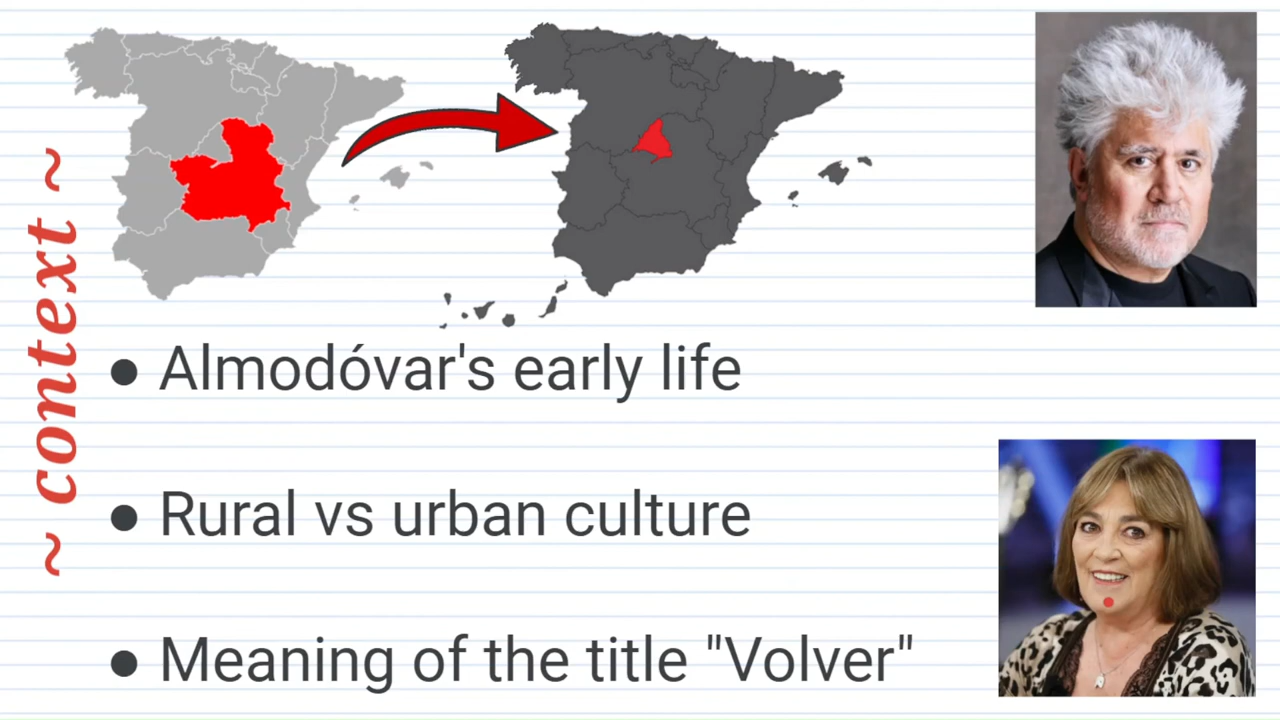 ~ context ~
● Almodóvar's early life
● Rural vs urban culture
● Meaning of the title "Volver"